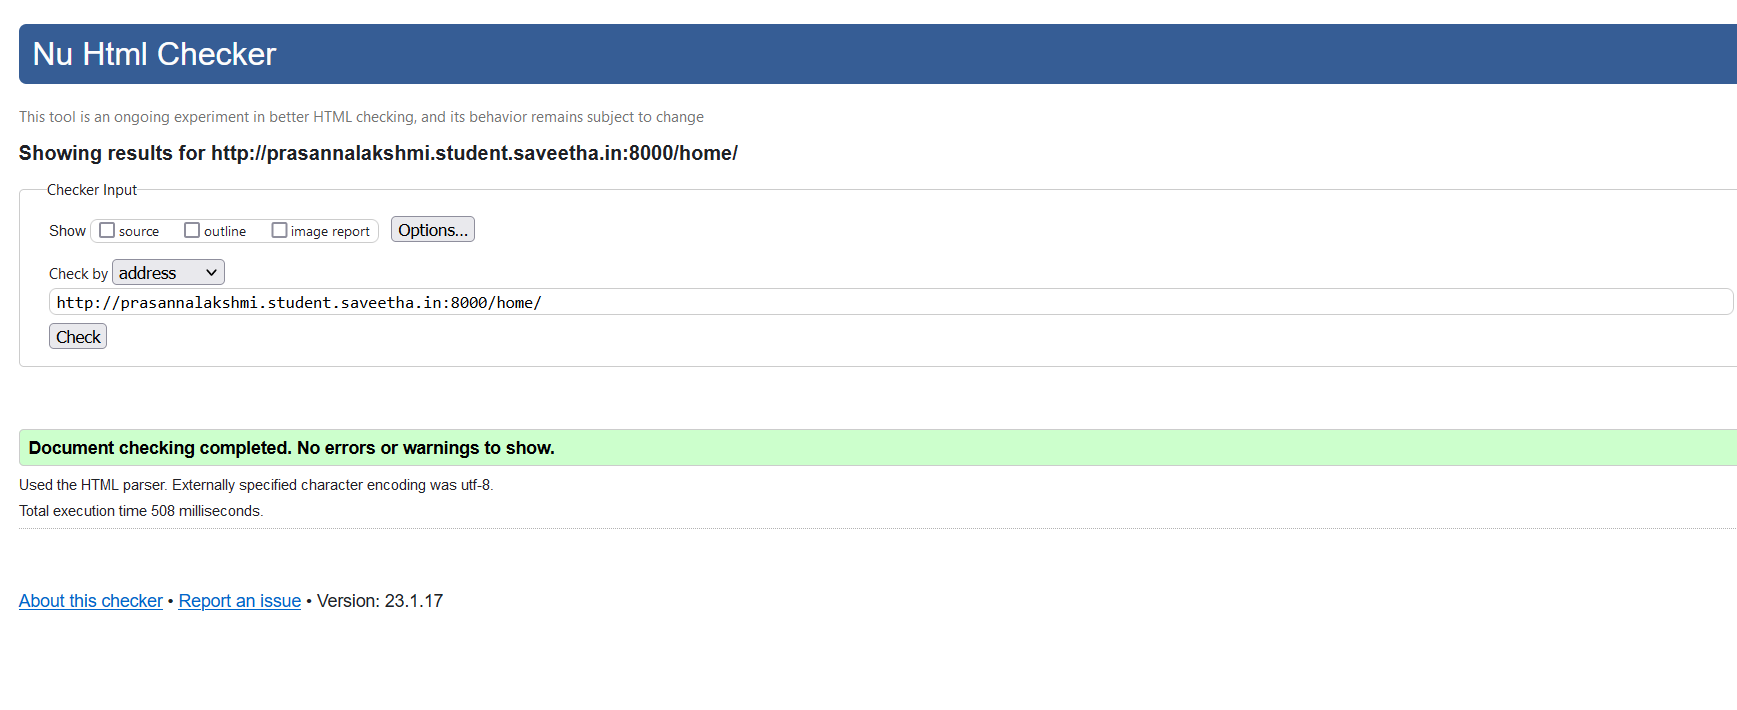 Nu Html Checker
This tool is an ongoing experiment in better HTML checking, and its behavior remains subject to change
Showing results for http://prasannalakshmi.student.saveetha.in:8000/home/
Checker Input
Show source outline image report Options...
Check by address
http://prasannalakshmi.student.saveetha.in:8000/home/
Check
Document checking completed. No errors or warnings to show.
Used the HTML parser. Externally specified character encoding was utf-8.
Total execution time 508 milliseconds.
About this checker • Report an issue • Version: 23.1.17